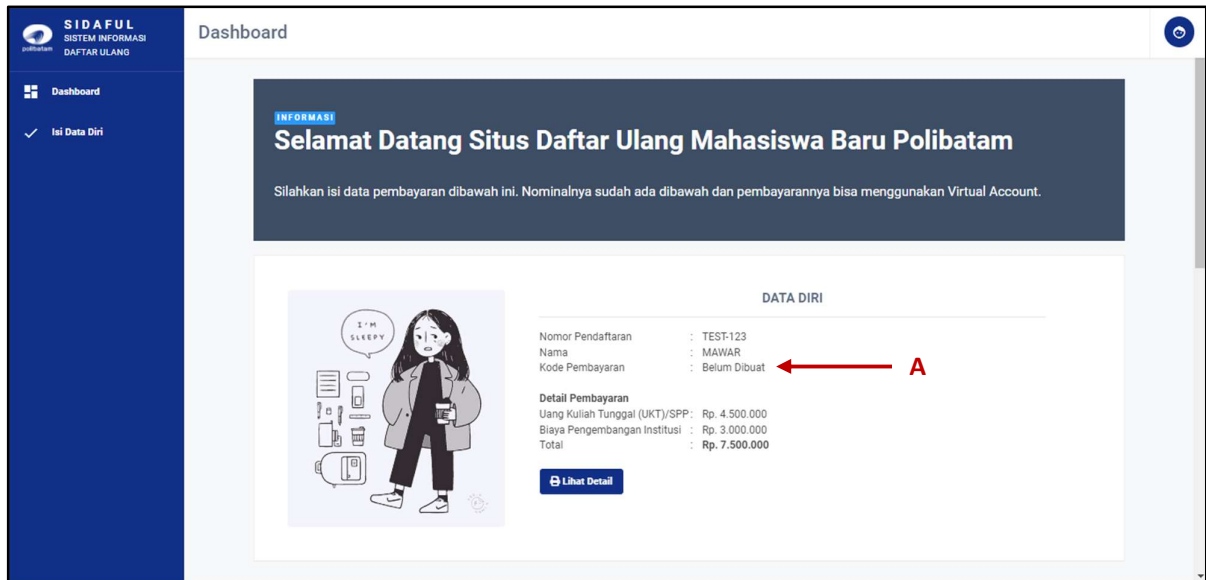 SIDAFUL
SISTEM INFORMASI
DAFTAR ULANG
polibatam
Dashboard
Dashboard
Isi Data Diri
INFORMASI
Selamat Datang Situs Daftar Ulang Mahasiswa Baru Polibatam
Silahkan isi data pembayaran dibawah ini. Nominalnya sudah ada dibawah dan pembayarannya bisa menggunakan Virtual Account.
I'M
SLEEPY
DATA DIRI
Nomor Pendaftaran : TEST-123
Nama : MAWAR
Kode Pembayaran : Belum Dibuat
A
Detail Pembayaran
Uang Kuliah Tunggal (UKT)/SPP : Rp. 4.500.000
Biaya Pengembangan Institusi : Rp. 3.000.000
Total : Rp. 7.500.000
Lihat Detail